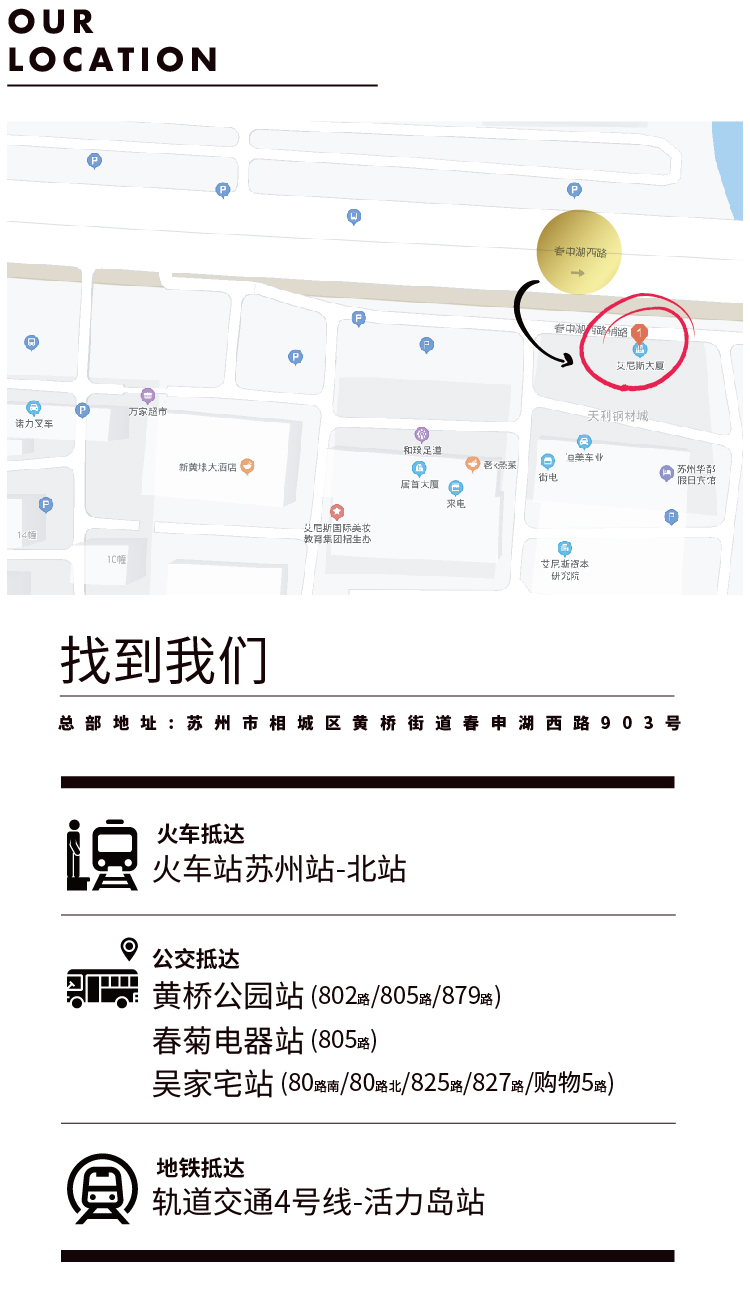 OUR
LOCATION
P
P
P
春申湖西路
→
春申湖西路辅路
1
艾尼斯大厦
P
P
P
天利钢材城
P
万家超市
诺力叉车
和瑛足道
恒美车业
新黄埭大酒店
居首大厦
街电
苏州华都
假日宾馆
来电
P
P
艾尼斯国际美妆
教育集团招生办
14幢
10幢
艾尼斯资本
研究院
找到我们
总部地址:苏州市相城区黄桥街道春申湖西路903号
火车抵达
火车站苏州站-北站
公交抵达
黄桥公园站 (802路/805路/879路)
春菊电器站 (805路)
吴家宅站 (80路南/80路北/825路/827路/购物5路)
地铁抵达
轨道交通4号线-活力岛站